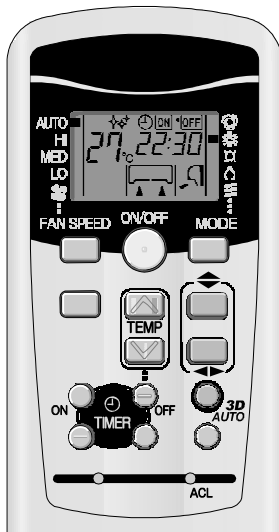 AUTO
HI
MED
LO
ON OFF
27°C 22:30
FAN SPEED ON/OFF MODE
TEMP
ON TIMER OFF
3D
AUTO
ACL